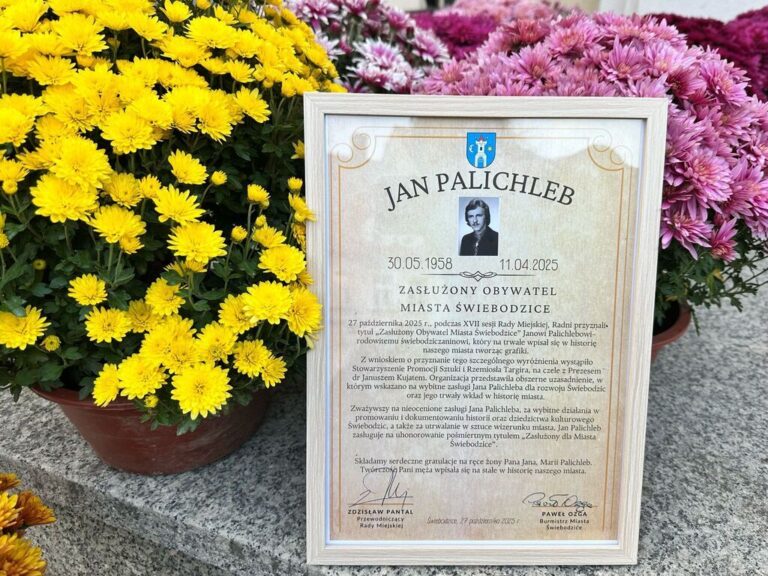 JAN PALICHLEB
30.05.1958 11.04.2025
ZASŁUŻONY OBYWATEL
MIASTA ŚWIEBODZICE
27 października 2025 r., podczas XVII sesji Rady Miejskiej, Radni przyznali
tytuł „Zasłużony Obywatel Miasta Świebodzice” Janowi Palichlebowi-
rodowitemu świebodziczaninowi, który na trwałe wpisał się w historię
naszego miasta tworząc grafiki.
Z wnioskiem o przyznanie tego szczególnego wyróżnienia wystąpiło
Stowarzyszenie Promocji Sztuki i Rzemiosła Targira, na czele z Prezesem
dr Januszem Kujatem. Organizacja przedstawiła obszerne uzasadnienie, w
którym wskazano na wybitne zasługi Jana Palichleba dla rozwoju Świebodzic
oraz jego trwały wkład w historię miasta.
Zważywszy na nieocenione zasługi Jana Palichleba, za wybitne działania w
promowaniu i dokumentowaniu historii oraz dziedzictwa kulturowego
Świebodzic, a także za utrwalanie w sztuce wizerunku miasta, Jan Palichleb
zasługuje na uhonorowanie pośmiertnym tytułem „Zasłużony dla Miasta
Świebodzice”.
Składamy serdeczne gratulacje na ręce żony Pana Jana, Marii Palichleb.
Twórczość Pani męża wpisała się na stałe w historię naszego miasta.
ZDZISŁAW PANTAL
Przewodniczący
Rady Miejskiej
Świebodzice, 27 października 2025 r.
PAWEŁ OZGA
Burmistrz Miasta
Świebodzice